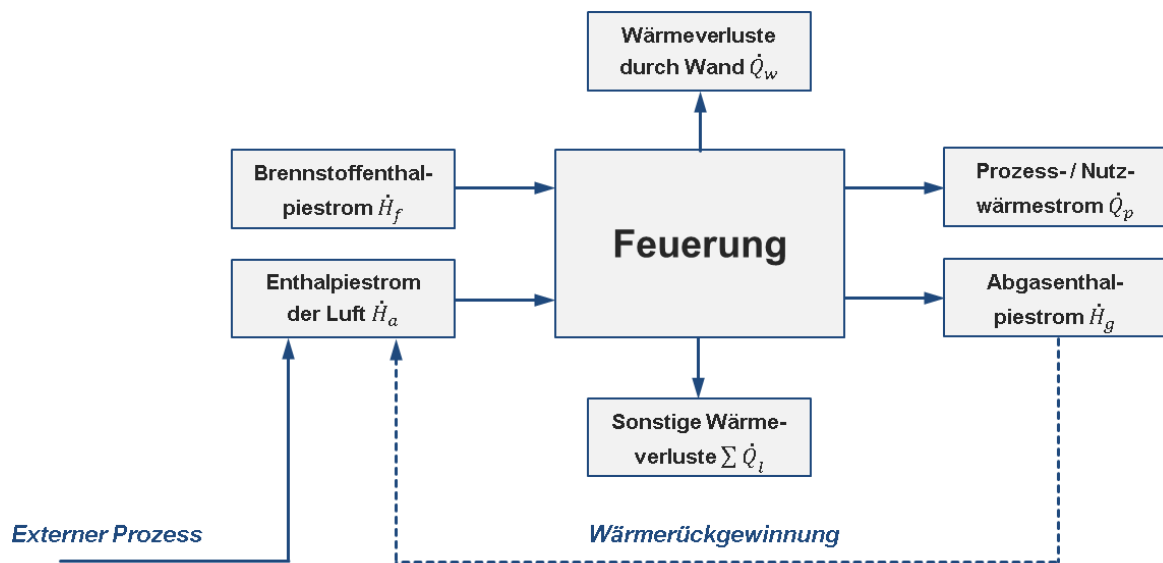 Wärmeverluste
durch Wand Q̇w
Brennstoffenthal-
piestrom Ḣf
Feuerung
Prozess- / Nutz-
wärmestrom Q̇p
Enthalpiestrom
der Luft Ḣa
Abgasenthal-
piestrom Ḣg
Sonstige Wärme-
verluste ∑ Q̇l
Externer Prozess
Wärmerückgewinnung